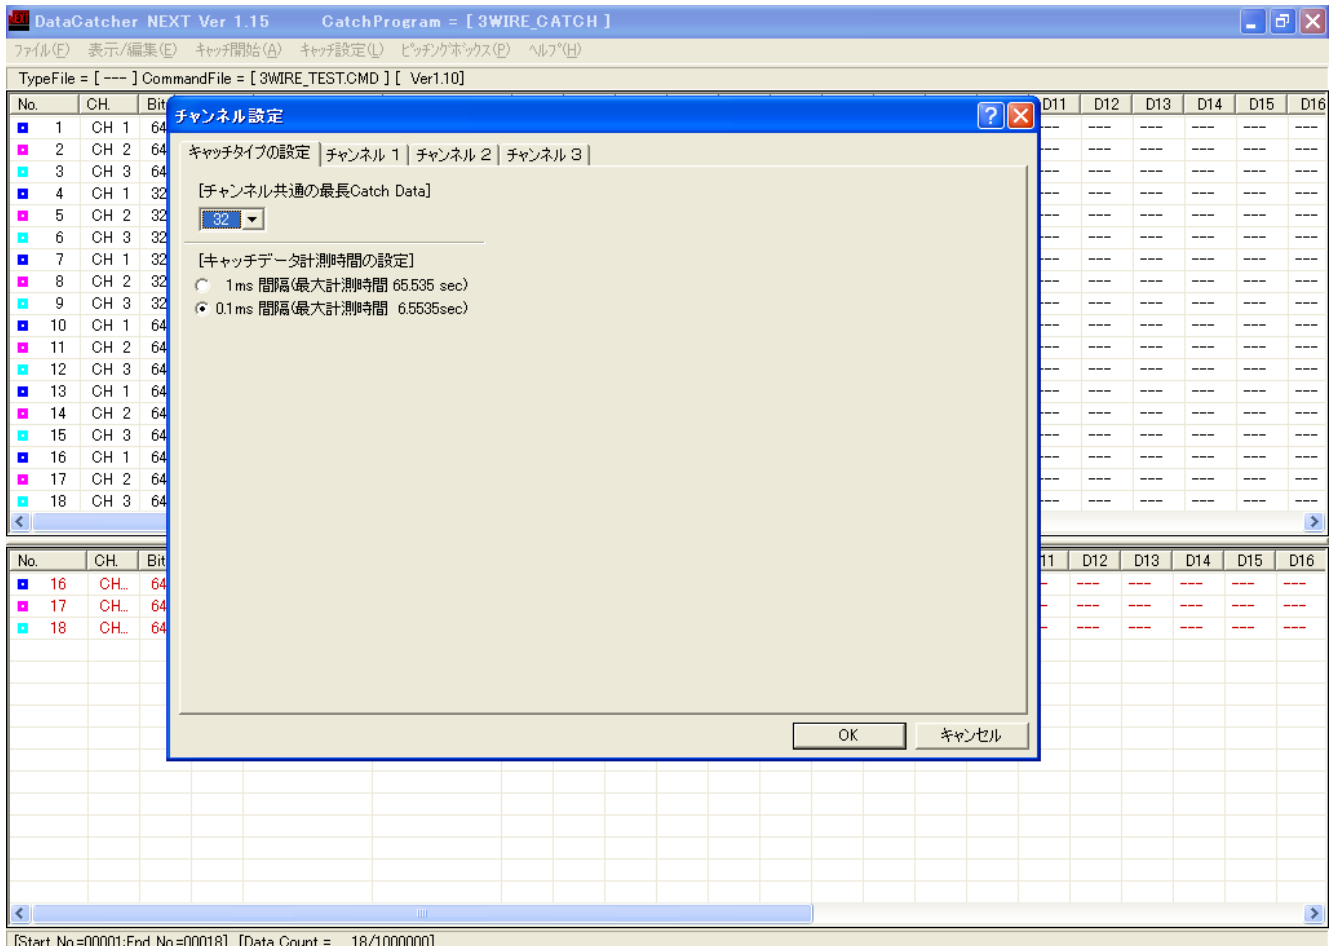 DataCatcher NEXT Ver 1.15 CatchProgram = [ 3WIRE_CATCH ]
ファイル(F) 表示/編集(E) キャッチ開始(A) キャッチ設定(L) ピッチングボックス(P) ヘルプ(H)
TypeFile = [ --- ] CommandFile = [ 3WIRE_TEST.CMD ] [ Ver1.10]
No. CH. Bit D11 D12 D13 D14 D15 D16
1 CH 1 64 --- --- --- --- --- ---
2 CH 2 64 --- --- --- --- --- ---
3 CH 3 64 --- --- --- --- --- ---
4 CH 1 32 --- --- --- --- --- ---
5 CH 2 32 --- --- --- --- --- ---
6 CH 3 32 --- --- --- --- --- ---
7 CH 1 32 --- --- --- --- --- ---
8 CH 2 32 --- --- --- --- --- ---
9 CH 3 32 --- --- --- --- --- ---
10 CH 1 64 --- --- --- --- --- ---
11 CH 2 64 --- --- --- --- --- ---
12 CH 3 64 --- --- --- --- --- ---
13 CH 1 64 --- --- --- --- --- ---
14 CH 2 64 --- --- --- --- --- ---
15 CH 3 64 --- --- --- --- --- ---
16 CH 1 64 --- --- --- --- --- ---
17 CH 2 64 --- --- --- --- --- ---
18 CH 3 64 --- --- --- --- --- ---
チャンネル設定
キャッチタイプの設定 チャンネル 1 チャンネル 2 チャンネル 3
[チャンネル共通の最長Catch Data]
32
[キャッチデータ計測時間の設定]
1ms 間隔(最大計測時間 65.535 sec)
0.1ms 間隔(最大計測時間 6.5535sec)
OK キャンセル
No. CH. Bit 11 D12 D13 D14 D15 D16
16 CH... 64 - --- --- --- --- ---
17 CH... 64 - --- --- --- --- ---
18 CH... 64 - --- --- --- --- ---
[Start No=00001:End No=00018] [Data Count = 18/1000000]